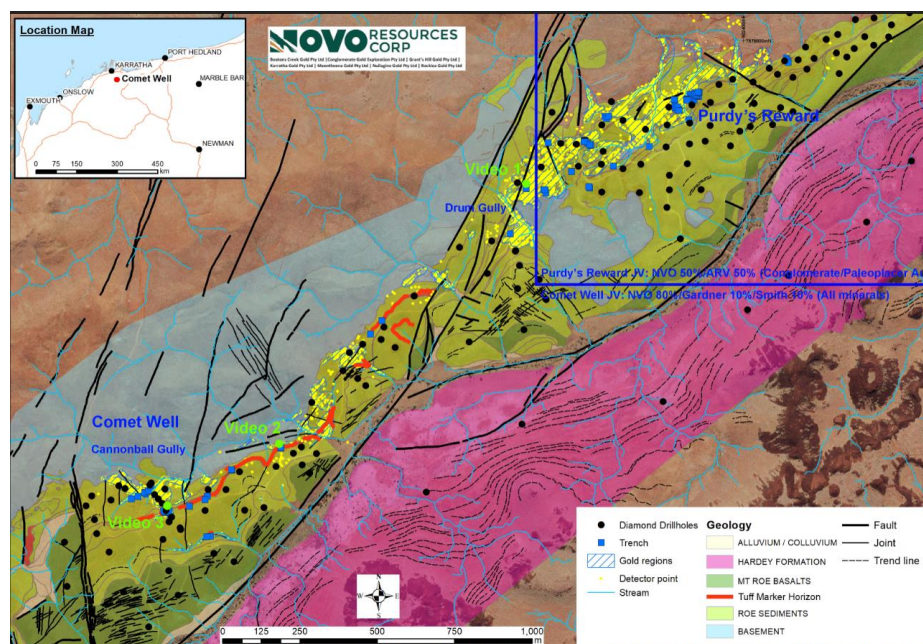 Location Map
PORT HEDLAND
KARRATHA
Comet Well
MARBLE BAR
ONSLOW
EXMOUTH
NEWMAN
0 75 150 300 450
km
NOVO RESOURCES
CORP
Purdy's Reward
Video 1
Drum Gully
Purdy's Reward JV: NVO 50%/ARV 50% (Conglomerate/Paleoplacer Au
Comet Well JV: NVO 80%/Gardner 10%/Smith 10% (All minerals)
Comet Well
Video 2
Cannonball Gully
Video 3
N
W E
S
0 125 250 500 750 1,000
m
Diamond Drillholes
Trench
Gold regions
Detector point
Stream
Geology
ALLUVIUM / COLLUVIUM
HARDEY FORMATION
MT ROE BASALTS
Tuff Marker Horizon
ROE SEDIMENTS
BASEMENT
Fault
Joint
Trend line